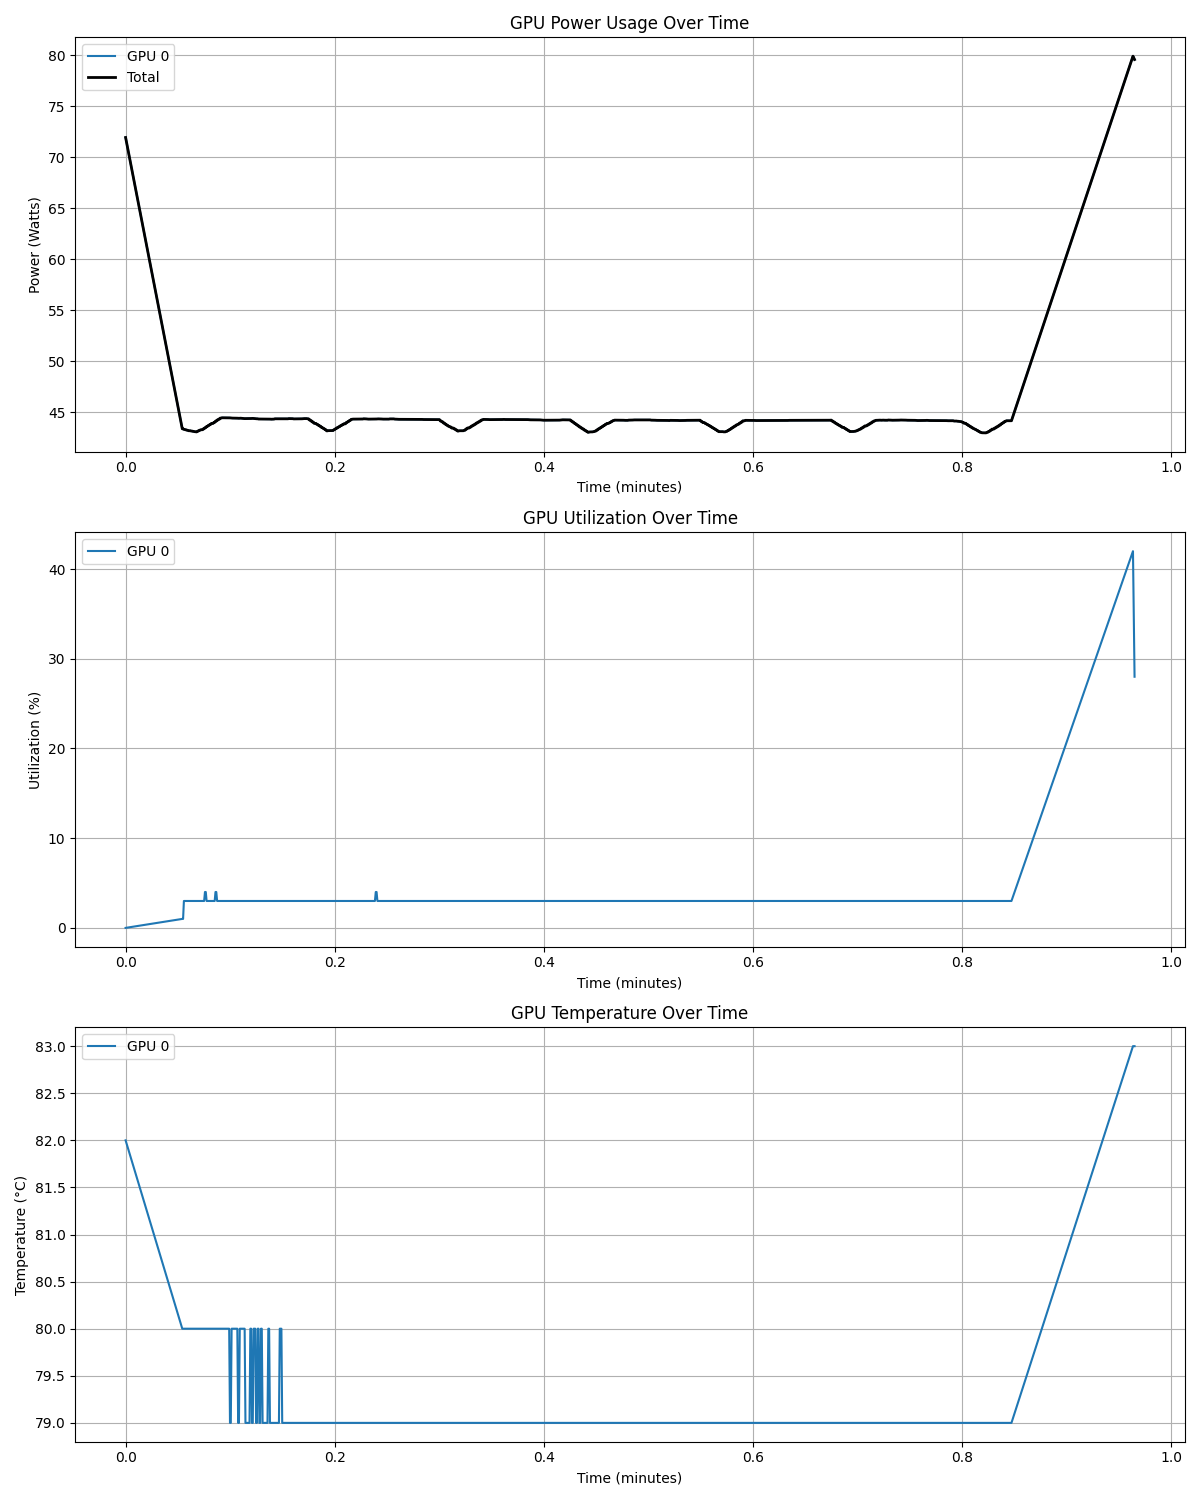 GPU Power Usage Over Time
GPU 0
Total
Power (Watts)
80
75
70
65
60
55
50
45
0.0 0.2 0.4 0.6 0.8 1.0
Time (minutes)
GPU Utilization Over Time
GPU 0
Utilization (%)
40
30
20
10
0
0.0 0.2 0.4 0.6 0.8 1.0
Time (minutes)
GPU Temperature Over Time
GPU 0
Temperature (°C)
83.0
82.5
82.0
81.5
81.0
80.5
80.0
79.5
79.0
0.0 0.2 0.4 0.6 0.8 1.0
Time (minutes)